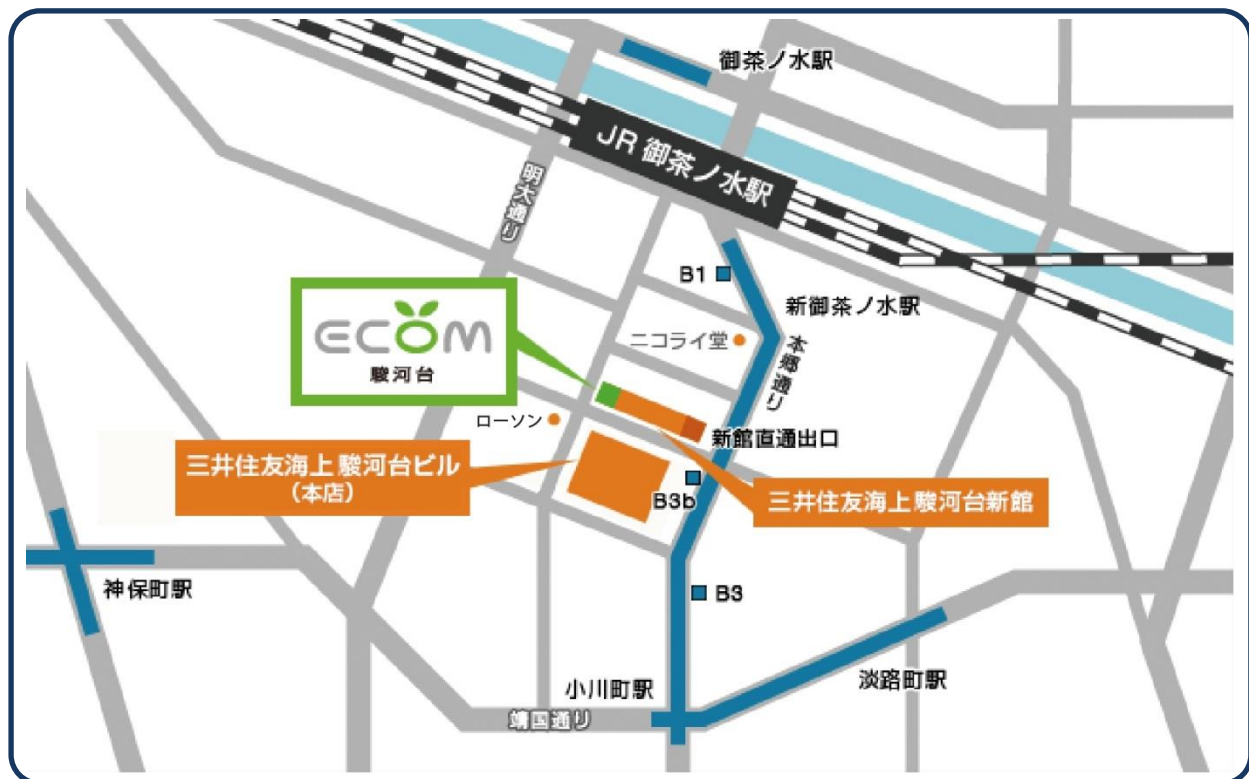 御茶ノ水駅
JR 御茶ノ水駅
明大通り
B1
新御茶ノ水駅
ECOM
駿河台
ニコライ堂
本郷通り
ローソン
新館直通出口
三井住友海上 駿河台ビル
（本店）
B3b
三井住友海上 駿河台新館
神保町駅
B3
小川町駅
淡路町駅
靖国通り